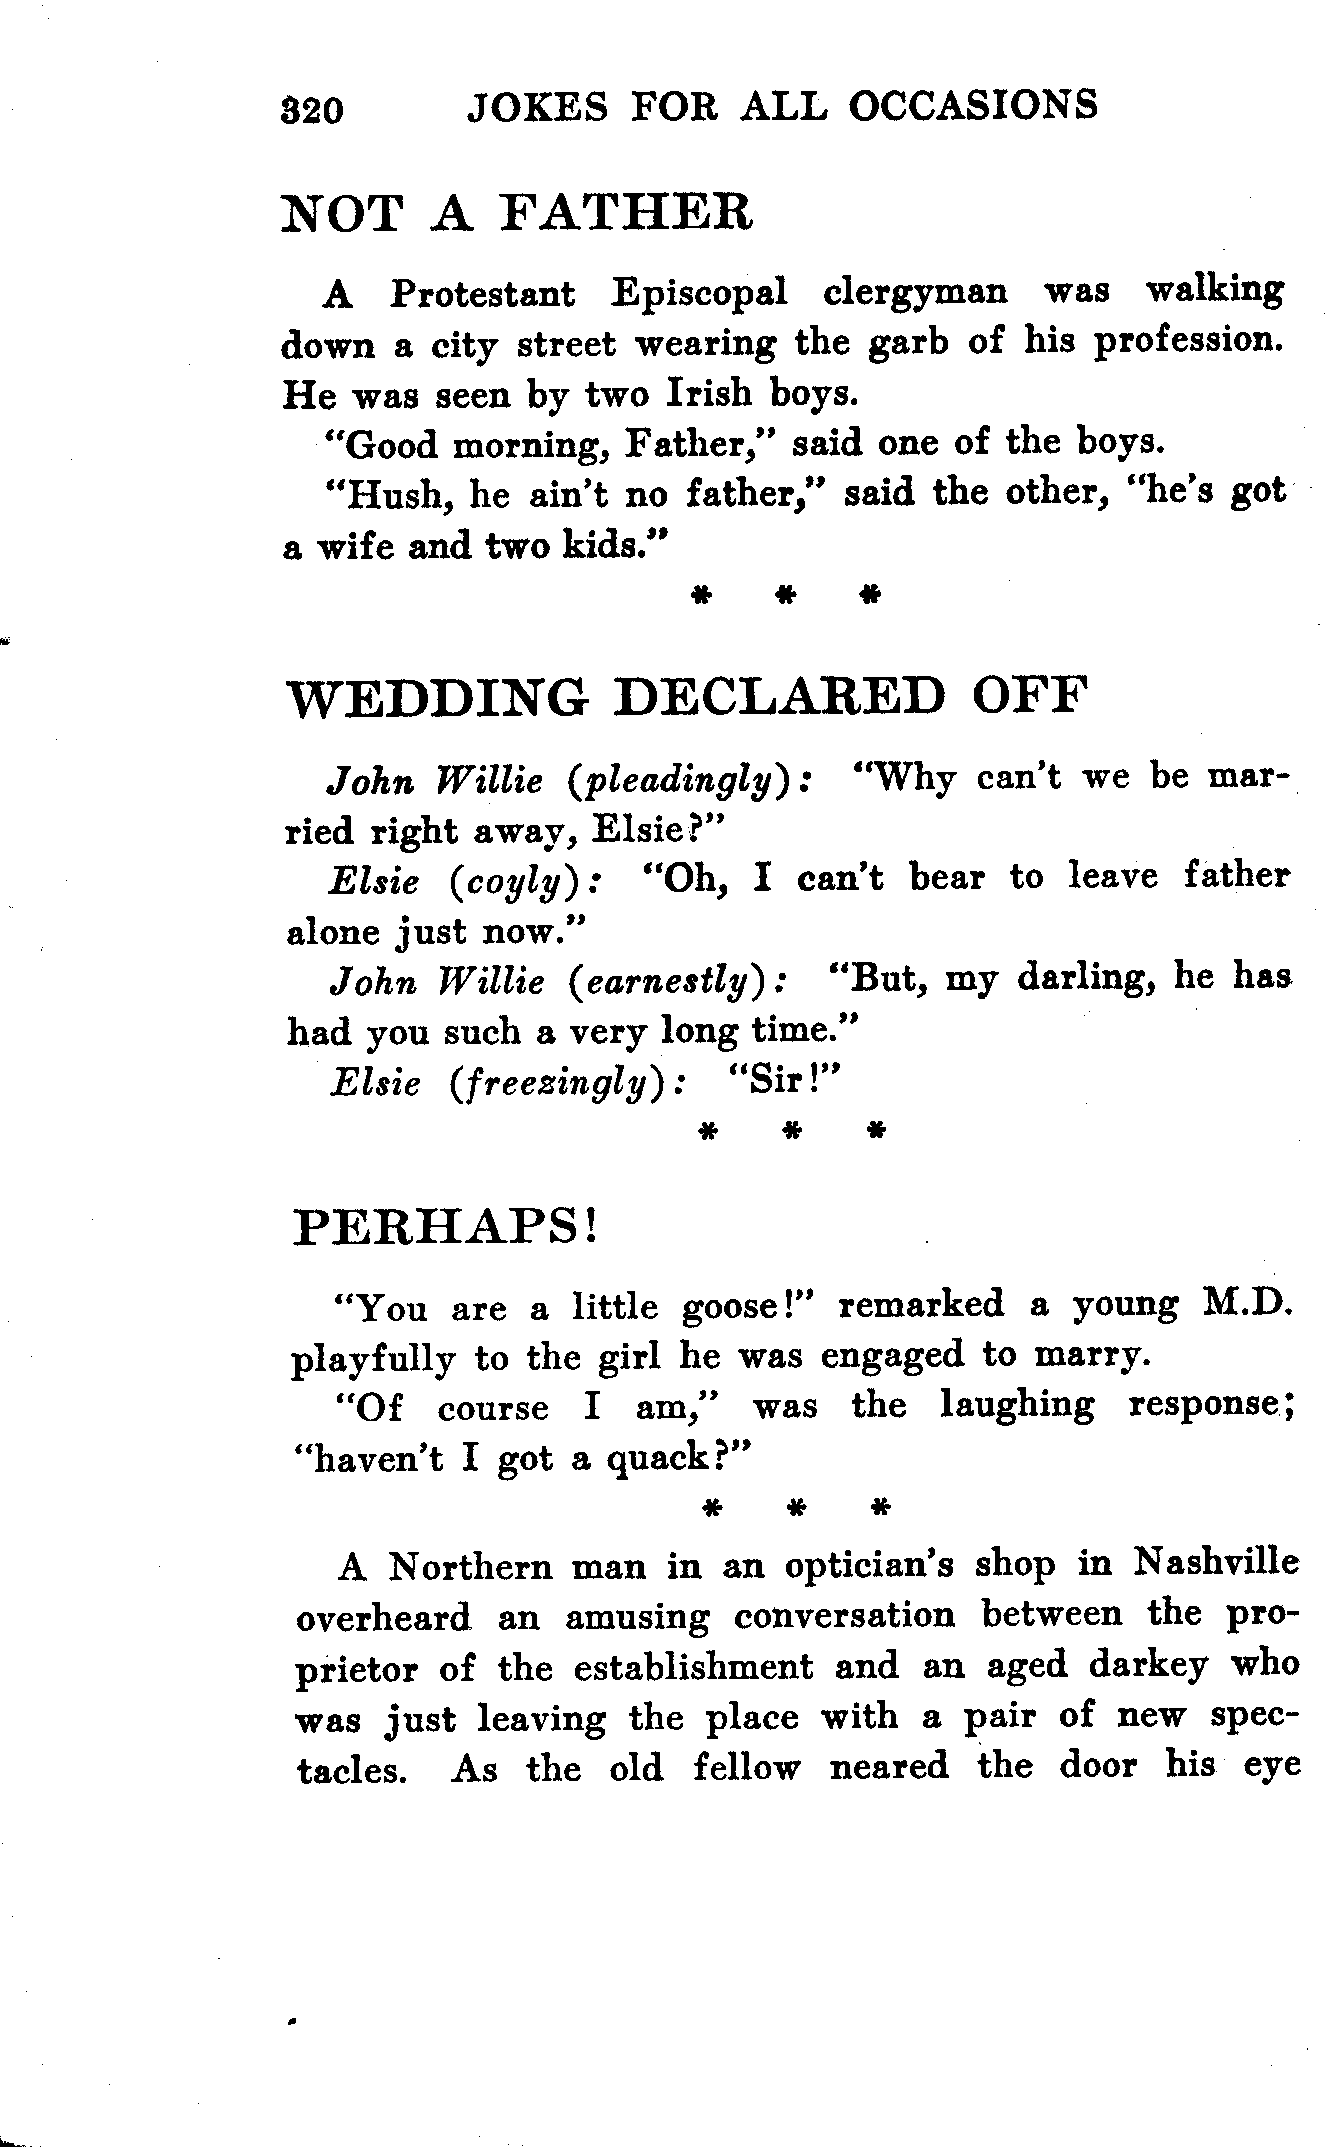 320 JOKES FOR ALL OCCASIONS
NOT A FATHER
A Protestant Episcopal clergyman was walking
down a city street wearing the garb of his profession.
He was seen by two Irish boys.
“Good morning, Father,” said one of the boys.
“Hush, he ain't no father,” said the other, “he's got
a wife and two kids.”
* * *
WEDDING DECLARED OFF
John Willie (pleadingly): “Why can't we be mar-
ried right away, Elsie?”
Elsie (coyly): “Oh, I can't bear to leave father
alone just now.”
John Willie (earnestly): “But, my darling, he has
had you such a very long time.”
Elsie (freezingly): “Sir!”
* * *
PERHAPS!
“You are a little goose!” remarked a young M.D.
playfully to the girl he was engaged to marry.
“Of course I am,” was the laughing response;
“haven't I got a quack?”
* * *
A Northern man in an optician's shop in Nashville
overheard an amusing conversation between the pro-
prietor of the establishment and an aged darkey who
was just leaving the place with a pair of new spec-
tacles. As the old fellow neared the door his eye